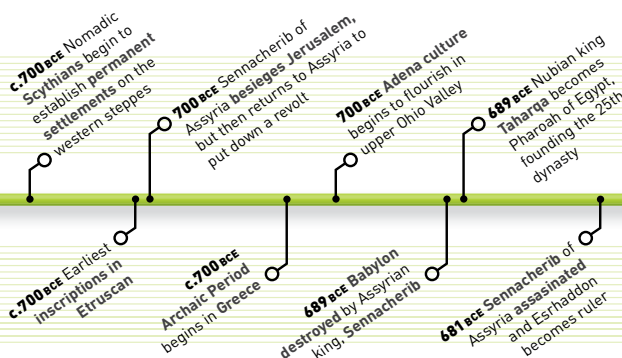 c.700 BCE Nomadic
Scythians begin to
establish permanent
settlements on the
western steppes
700 BCE Sennacherib of
Assyria besieges Jerusalem,
but then returns to Assyria to
put down a revolt
700 BCE Adena culture
begins to flourish in
upper Ohio Valley
689 BCE Nubian king
Taharqa becomes
Pharoah of Egypt,
founding the 25th
dynasty
c.700 BCE Earliest
inscriptions in
Etruscan
c.700 BCE
Archaic Period
begins in Greece
689 BCE Babylon
destroyed by Assyrian
king, Sennacherib
681 BCE Sennacherib of
Assyria assasinated
and Esrhaddon
becomes ruler